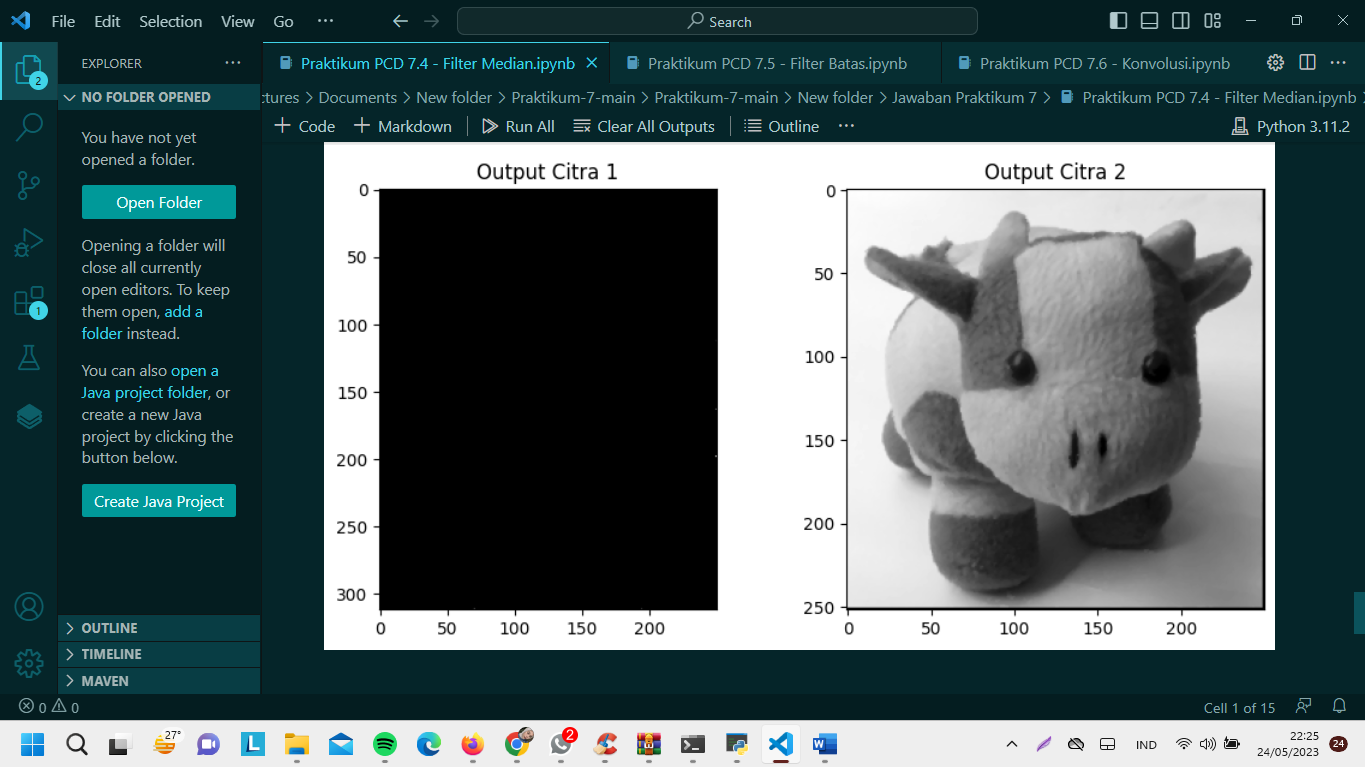 File Edit Selection View Go ··· Search
EXPLORER ···
NO FOLDER OPENED
You have not yet
opened a folder.
Open Folder
Opening a folder will
close all currently
open editors. To keep
them open, add a
folder instead.
You can also open a
Java project folder, or
create a new Java
project by clicking the
button below.
Create Java Project
OUTLINE
TIMELINE
MAVEN
2
1
Praktikum PCD 7.4 - Filter Median.ipynb Praktikum PCD 7.5 - Filter Batas.ipynb Praktikum PCD 7.6 - Konvolusi.ipynb
ctures > Documents > New folder > Praktikum-7-main > Praktikum-7-main > New folder > Jawaban Praktikum 7 > Praktikum PCD 7.4 - Filter Median.ipynb >
+ Code + Markdown Run All Clear All Outputs Outline ··· Python 3.11.2
Output Citra 1
0
50
100
150
200
250
300
0 50 100 150 200
Output Citra 2
0
50
100
150
200
250
0 50 100 150 200
0 0 Cell 1 of 15
27° L 2 W IND 22:25
24/05/2023 24